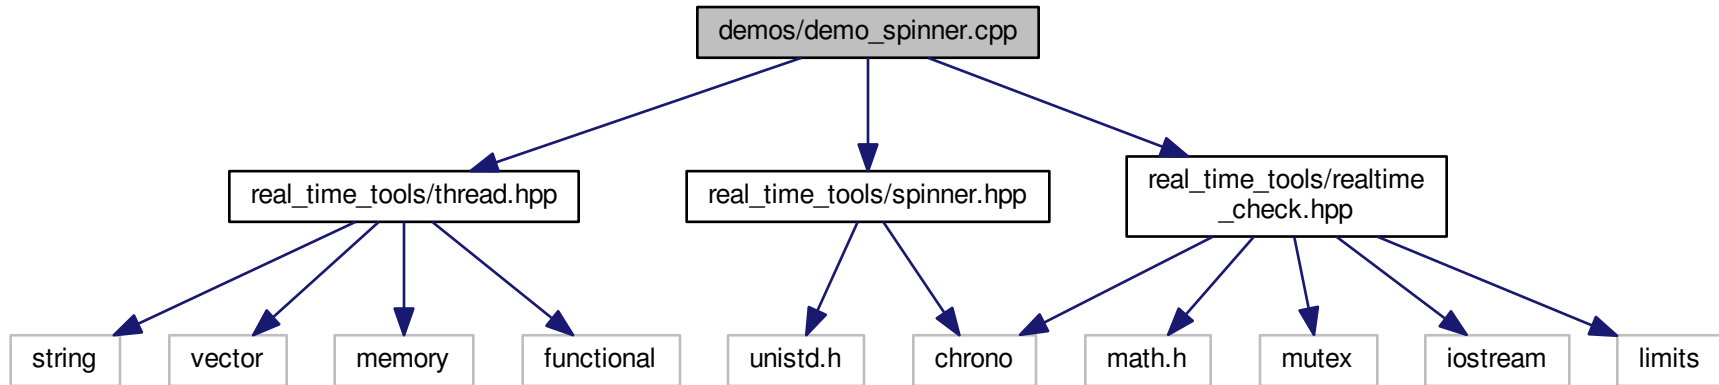 demos/demo_spinner.cpp
real_time_tools/thread.hpp
real_time_tools/spinner.hpp
real_time_tools/realtime
_check.hpp
string
vector
memory
functional
unistd.h
chrono
math.h
mutex
iostream
limits